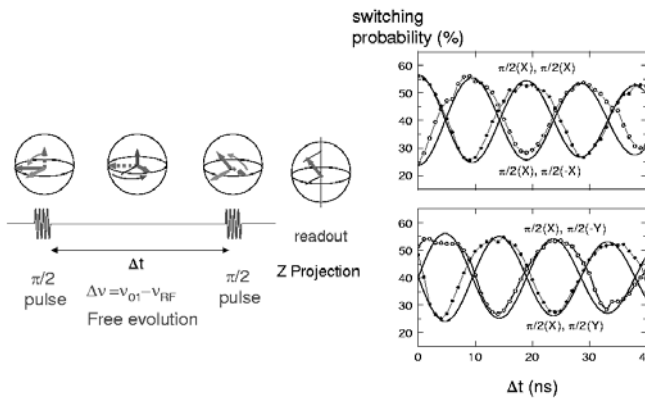 switching
probability (%)
60
50
40
30
20
π/2(X), π/2(X)
π/2(X), π/2(-X)
60
50
40
30
20
π/2(X), π/2(-Y)
π/2(X), π/2(Y)
0 10 20 30 40
Δt (ns)
Δt
π/2
pulse
Δν=ν01−νRF
Free evolution
π/2
pulse
readout
Z Projection